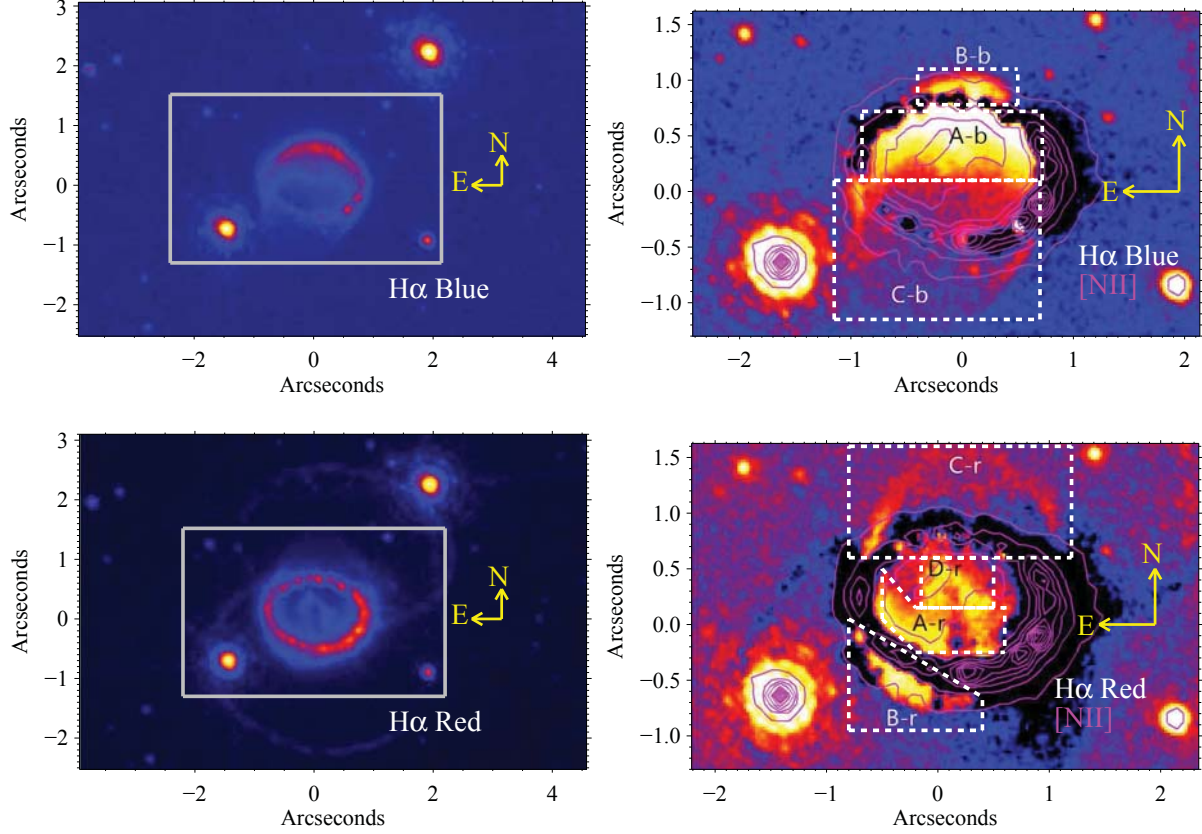 3
2
1
0
−1
−2
Arcseconds
N
E
Hα Blue
−2
0
2
4
Arcseconds
1.5
1.0
0.5
0.0
−0.5
−1.0
Arcseconds
B-b
A-b
C-b
N
E
Hα Blue
[NII]
−2
−1
0
1
2
Arcseconds
3
2
1
0
−1
−2
Arcseconds
N
E
Hα Red
−2
0
2
4
Arcseconds
1.5
1.0
0.5
0.0
−0.5
−1.0
Arcseconds
C-r
D-r
A-r
B-r
N
E
Hα Red
[NII]
−2
−1
0
1
2
Arcseconds